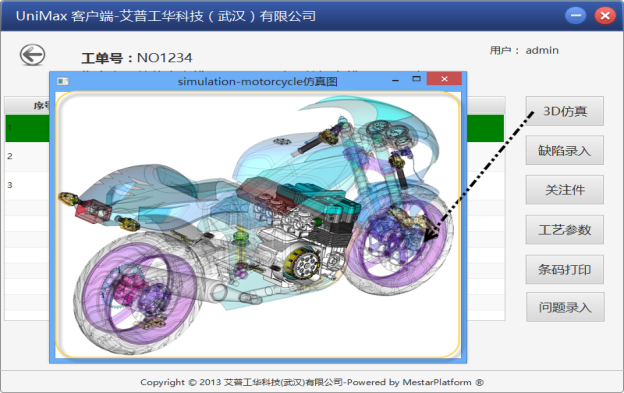 UniMax 客户端-艾普工华科技（武汉）有限公司
工单号：NO1234
用户： admin
simulation-motorcycle仿真图
序号
1
2
3
3D仿真
缺陷录入
关注件
工艺参数
条码打印
问题录入
Copyright © 2013 艾普工华科技(武汉)有限公司-Powered by MestarPlatform ®